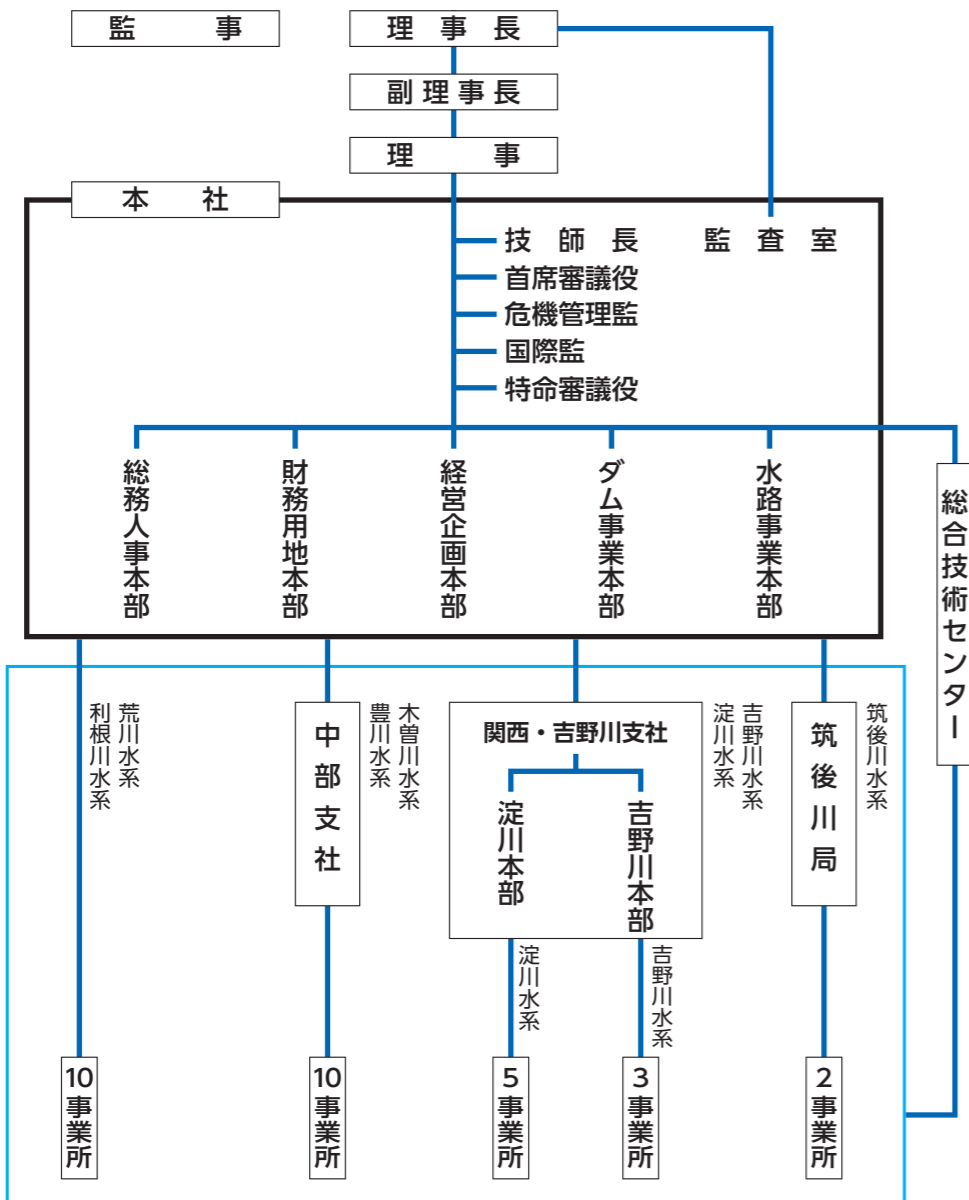 監事
理事長
副理事長
理事
本社
技師長
監査室
首席審議役
危機管理監
国際監
特命審議役
総務人事本部
財務用地本部
経営企画本部
ダム事業本部
水路事業本部
総合技術センター
荒川水系
利根川水系
中部支社
木曽川水系
豊川水系
関西・吉野川支社
淀川本部
吉野川本部
吉野川水系
淀川水系
筑後川局
筑後川水系
淀川水系
吉野川水系
10事業所
10事業所
5事業所
3事業所
2事業所